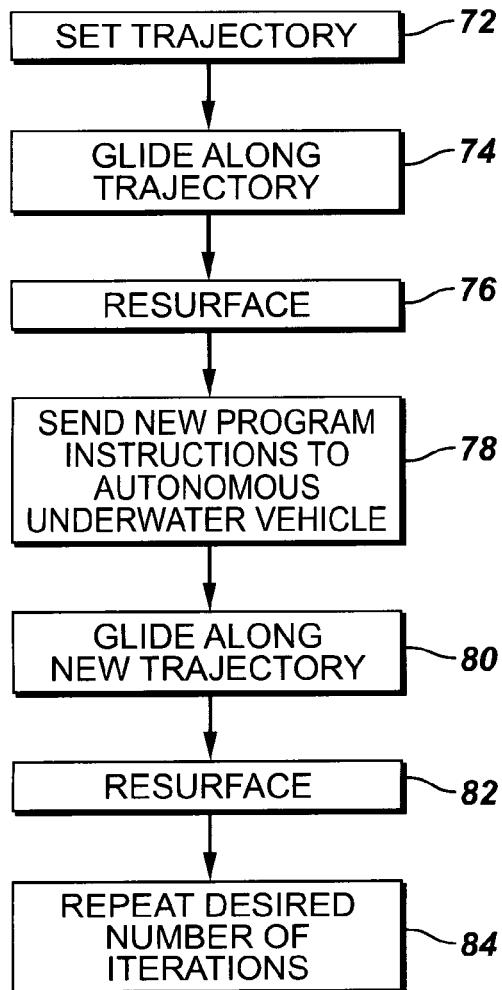 SET TRAJECTORY
72
GLIDE ALONG
TRAJECTORY
74
RESURFACE
76
SEND NEW PROGRAM
INSTRUCTIONS TO
AUTONOMOUS
UNDERWATER VEHICLE
78
GLIDE ALONG
NEW TRAJECTORY
80
RESURFACE
82
REPEAT DESIRED
NUMBER OF
ITERATIONS
84